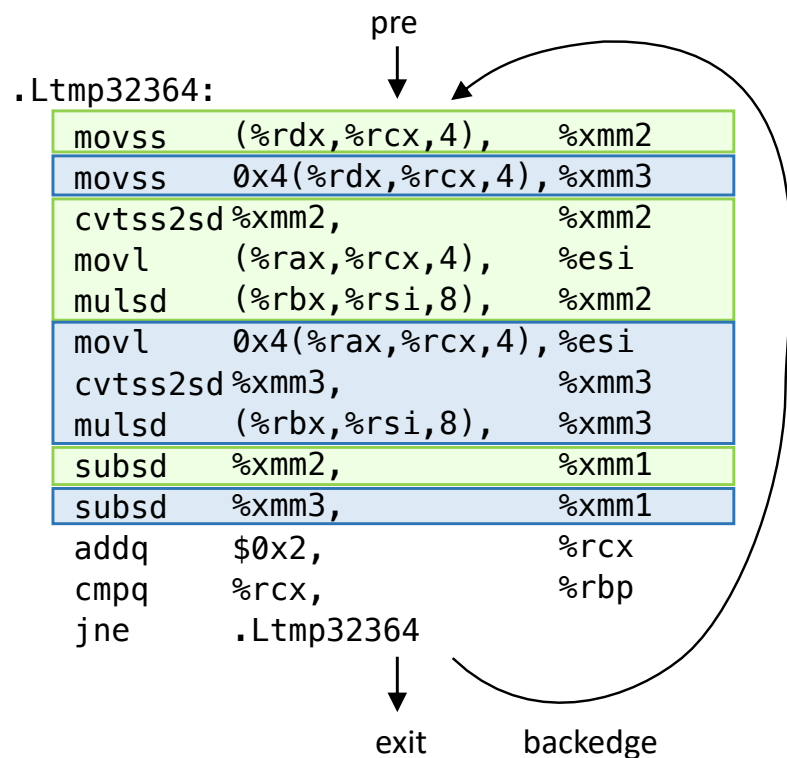 pre
.Ltmp32364:
movss (%rdx,%rcx,4), %xmm2
movss 0x4(%rdx,%rcx,4), %xmm3
cvtss2sd %xmm2, %xmm2
movl (%rax,%rcx,4), %esi
mulsd (%rbx,%rsi,8), %xmm2
movl 0x4(%rax,%rcx,4), %esi
cvtss2sd %xmm3, %xmm3
mulsd (%rbx,%rsi,8), %xmm3
subsd %xmm2, %xmm1
subsd %xmm3, %xmm1
addq $0x2, %rcx
cmpq %rcx, %rbp
jne .Ltmp32364
exit backedge